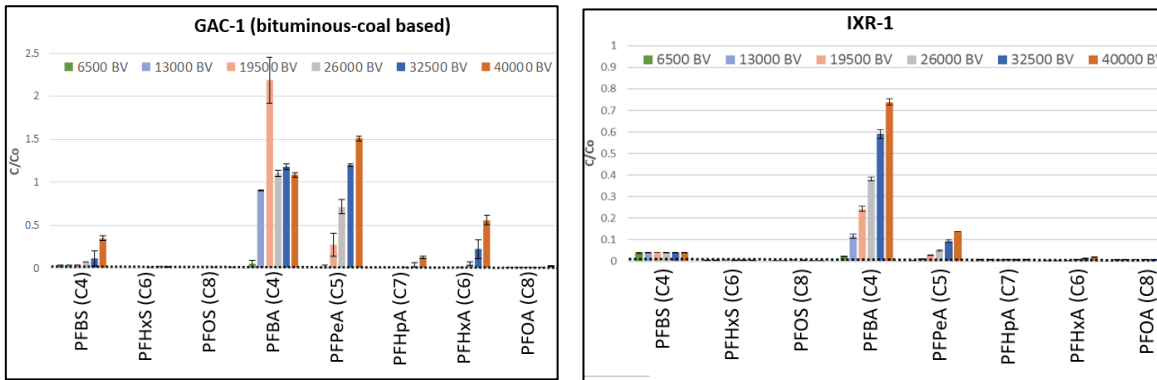 GAC-1 (bituminous-coal based)
2.5
6500 BV 13000 BV 19500 BV 26000 BV 32500 BV 40000 BV
2
1.5
1
0.5
0
C/Co
PFBS (C4)
PFHxS (C6)
PFOS (C8)
PFBA (C4)
PFPeA (C5)
PFHpA (C7)
PFHxA (C6)
PFOA (C8)
IXR-1
1
6500 BV 13000 BV 19500 BV 26000 BV 32500 BV 40000 BV
0.9
0.8
0.7
0.6
0.5
0.4
0.3
0.2
0.1
0
C/Co
PFBS (C4)
PFHxS (C6)
PFOS (C8)
PFBA (C4)
PFPeA (C5)
PFHpA (C7)
PFHxA (C6)
PFOA (C8)